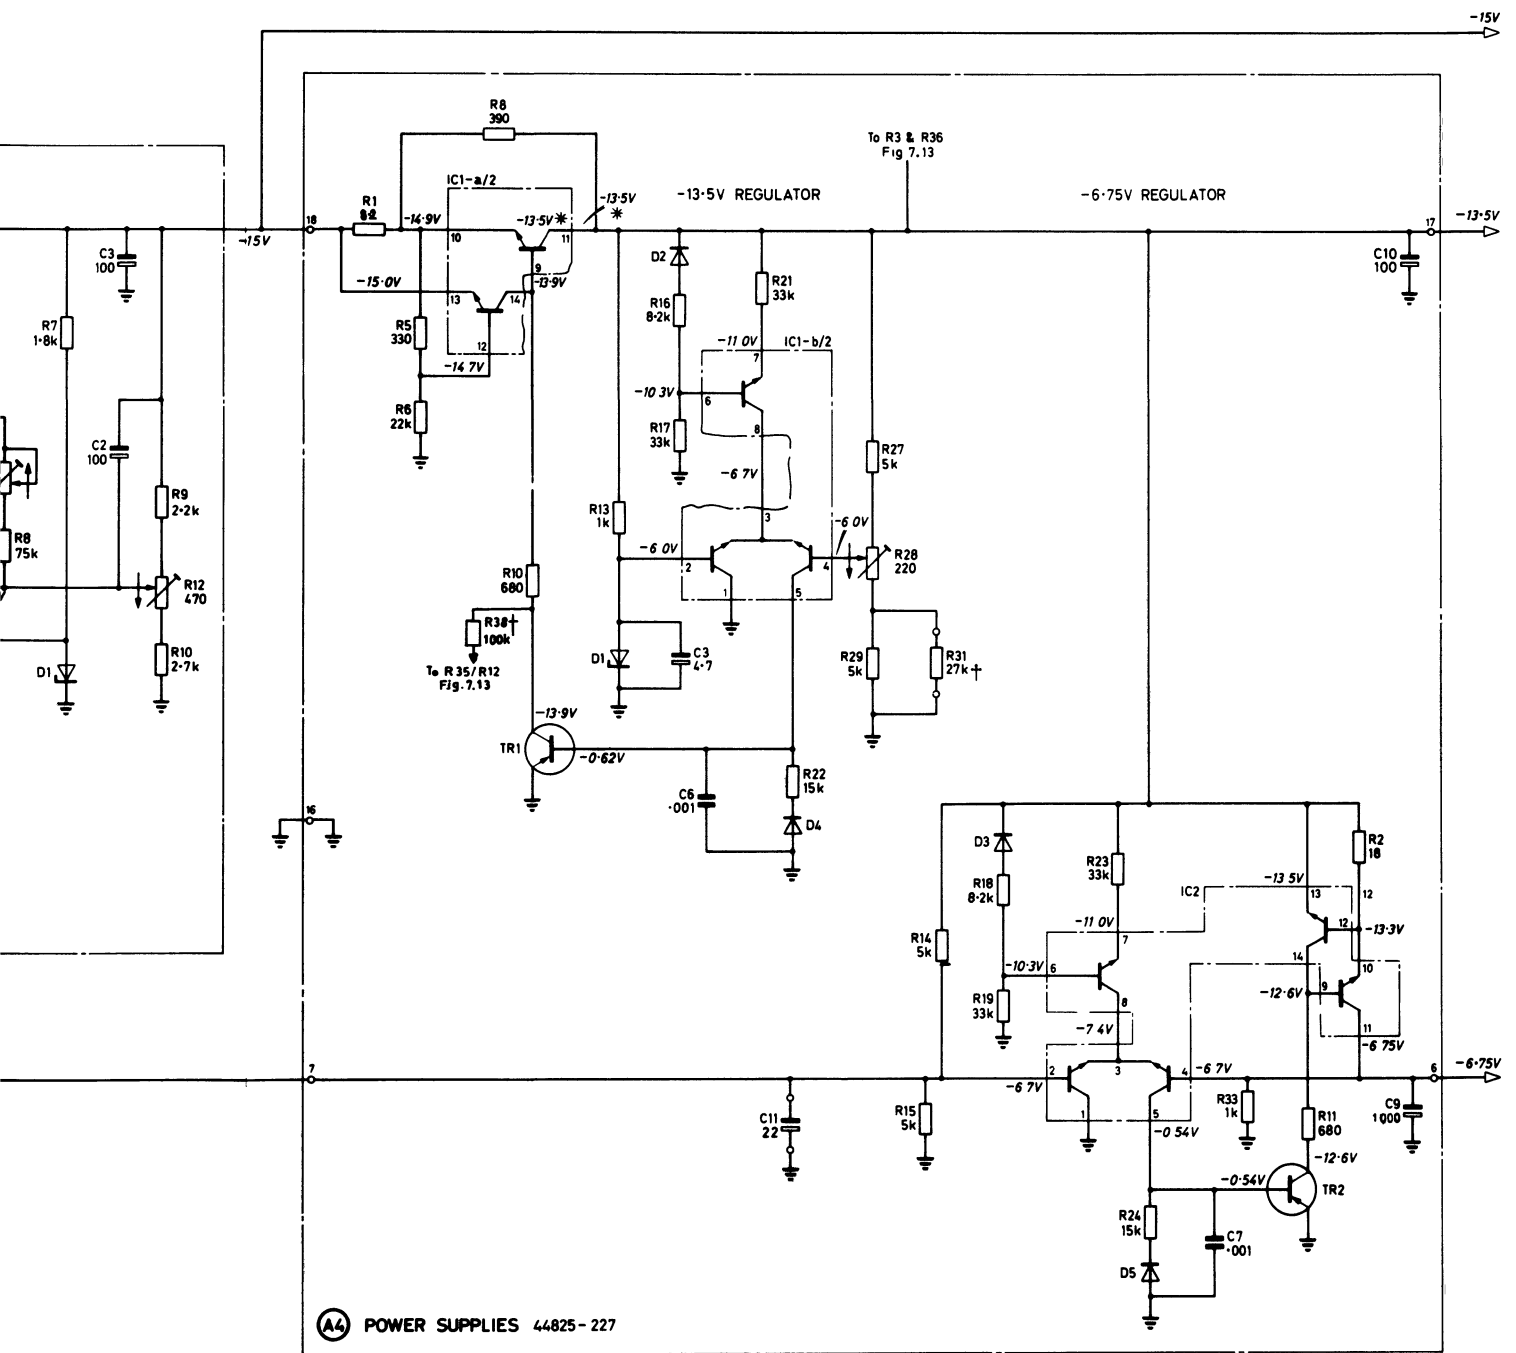 -15V
R8
390
To R3 & R36
Fig 7.13
IC1-a/2
-13·5V
*
-13·5V REGULATOR
-6·75V REGULATOR
R1
8·2
18
-14·9V
-13·5V*
17
-13·5V
-15V
10
11
C3
100
D2
R21
33k
C10
100
9
-13·9V
-15·0V
13
14
R16
8·2k
R7
1·8k
R5
330
12
-11 0V
IC1-b/2
7
-14 7V
-10 3V
6
R6
22k
R17
33k
8
C2
100
R27
5k
-6 7V
R9
2·2k
R13
1k
3
-6 0V
R8
75k
-6 0V
2
4
R28
220
R12
470
R10
680
1
5
R38†
100k
To R35/R12
Fig.7.13
D1
R10
2·7k
D1
C3
4·7
R29
5k
R31
27k†
-13·9V
TR1
-0·62V
R22
15k
C6
·001
16
D4
D3
R23
33k
R2
18
R18
8·2k
IC2
-13 5V
13
12
-11 0V
R14
5k
7
12
-13·3V
-10·3V
6
14
10
R19
33k
8
-12·6V
9
-7 4V
11
-6 75V
7
2
3
4
-6 7V
6
-6·75V
-6 7V
C11
22
R15
5k
1
5
-0 54V
R33
1k
R11
680
C9
1000
-12·6V
-0·54V
TR2
R24
15k
C7
·001
D5
A4 POWER SUPPLIES 44825-227